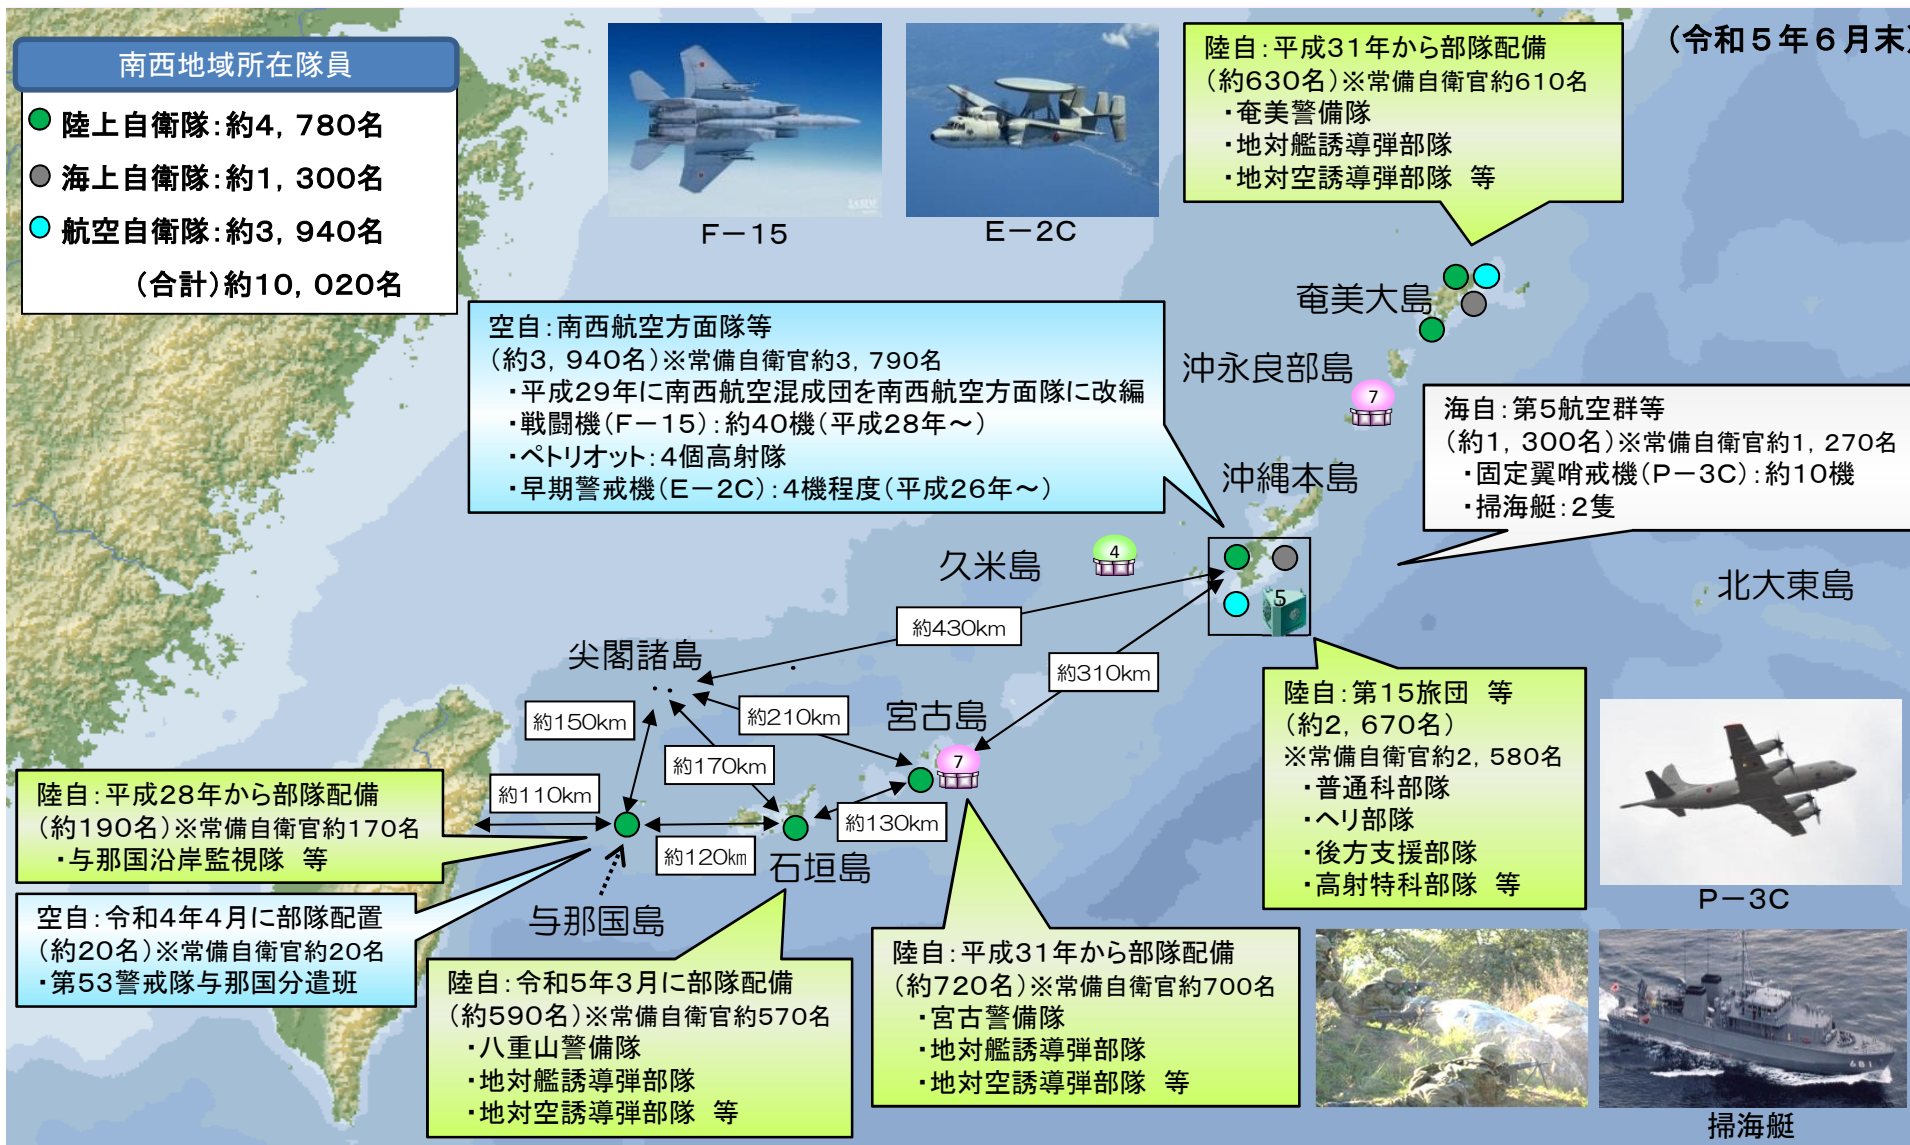 (令和５年６月末)
南西地域所在隊員
陸上自衛隊：約４，７８０名
海上自衛隊：約１，３００名
航空自衛隊：約３，９４０名
（合計）約１０，０２０名
Ｆ－１５
Ｅ－２Ｃ
陸自：平成３１年から部隊配備
（約６３０名）※常備自衛官約６１０名
・奄美警備隊
・地対艦誘導弾部隊
・地対空誘導弾部隊　等
奄美大島
沖永良部島
7
空自：南西航空方面隊等
（約３，９４０名）※常備自衛官約３，７９０名
・平成２９年に南西航空混成団を南西航空方面隊に改編
・戦闘機（Ｆ－１５）：約４０機（平成２８年～）
・ペトリオット：４個高射隊
・早期警戒機（Ｅ－２Ｃ）：４機程度（平成２６年～）
海自：第５航空群等
（約１，３００名）※常備自衛官約１，２７０名
・固定翼哨戒機（Ｐ－３Ｃ）：約１０機
・掃海艇：２隻
沖縄本島
久米島
4
5
北大東島
約430km
約310km
尖閣諸島
約150km
約210km
約170km
宮古島
7
約110km
約120㎞
約130km
石垣島
与那国島
陸自：平成２８年から部隊配備
（約１９０名）※常備自衛官約１７０名
・与那国沿岸監視隊　等
空自：令和４年４月に部隊配置
（約２０名）※常備自衛官約２０名
・第５３警戒隊与那国分遣班
陸自：令和５年３月に部隊配備
（約５９０名）※常備自衛官約５７０名
・八重山警備隊
・地対艦誘導弾部隊
・地対空誘導弾部隊　等
陸自：平成３１年から部隊配備
（約７２０名）※常備自衛官約７００名
・宮古警備隊
・地対艦誘導弾部隊
・地対空誘導弾部隊　等
陸自：第１５旅団　等
（約２，６７０名）
※常備自衛官約２，５８０名
・普通科部隊
・ヘリ部隊
・後方支援部隊
・高射特科部隊　等
Ｐ－３Ｃ
681
掃海艇